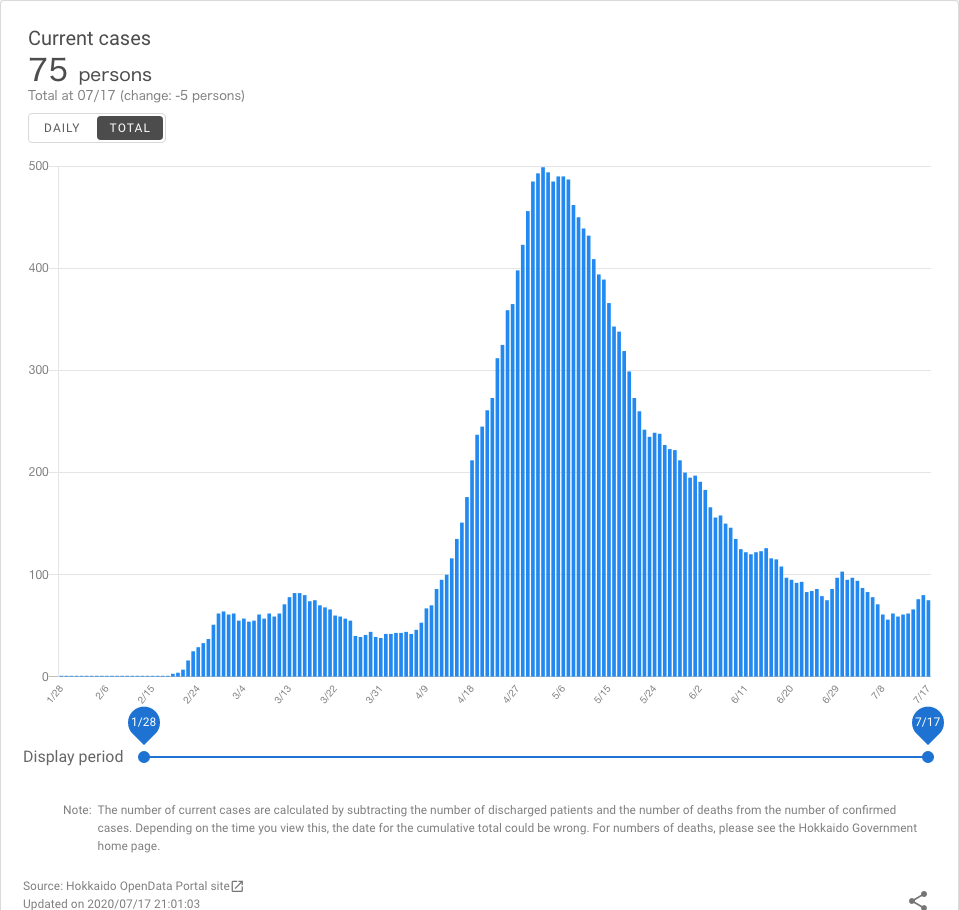 Current cases
75 persons
Total at 07/17 (change: -5 persons)
DAILY TOTAL
500
400
300
200
100
0
1/28 2/6 2/15 2/24 3/4 3/13 3/22 3/31 4/9 4/18 4/27 5/6 5/15 5/24 6/2 6/11 6/20 6/29 7/8 7/17
1/28 7/17
Display period
Note: The number of current cases are calculated by subtracting the number of discharged patients and the number of deaths from the number of confirmed
cases. Depending on the time you view this, the date for the cumulative total could be wrong. For numbers of deaths, please see the Hokkaido Government
home page.
Source: Hokkaido OpenData Portal site
Updated on 2020/07/17 21:01:03